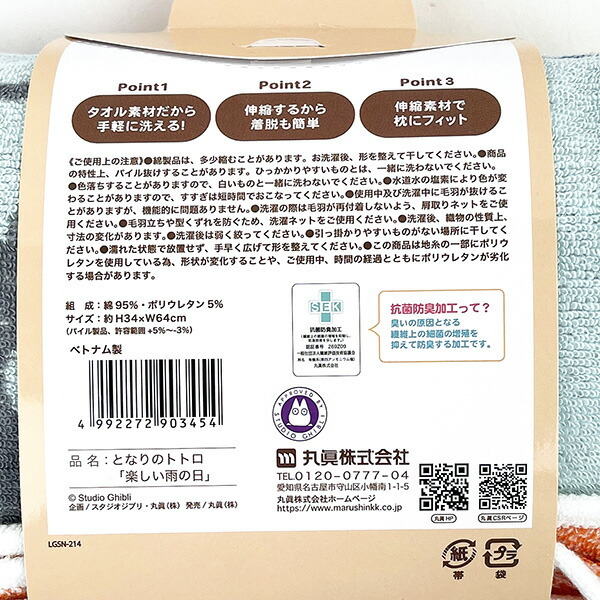 Point1
タオル素材だから
手軽に洗える!
Point2
伸縮するから
着脱も簡単
Point3
伸縮素材で
枕にフィット
《ご使用上の注意》●綿製品は、多少縮むことがあります。お洗濯後、形を整えて干してください。●商品
の特性上、パイル抜けすることがあります。ひっかかりやすいものとは、一緒に洗わないでください。
●色落ちすることがありますので、白いものと一緒に洗わないでください。●水道水の塩素により色が変
わることがありますので、すすぎは短時間でおこなってください。●使用中及び洗濯中に毛羽が抜けるこ
とがありますが、機能的に問題ありません。●洗濯の際は毛羽が再付着しないよう、屑取りネットをご使
用ください。●毛羽立ちや型くずれを防ぐため、洗濯ネットをご使用ください。●洗濯後、織物の性質上、
寸法の変化があります。●洗濯後は弱く絞ってください。●引っ掛かりやすいものがない場所に干してく
ださい。●濡れた状態で放置せず、手早く広げて形を整えてください。●この商品は地糸の一部にポリウ
レタンを使用している為、形状が変化することや、ご使用中、時間の経過とともにポリウレタンが劣化
する場合があります。
組 成:綿95%・ポリウレタン5%
サイズ:約H34×W64cm
(パイル製品、許容範囲+5%~-3%)
ベトナム製
4992272903454
品 名:となりのトトロ
「楽しい雨の日」
© Studio Ghibli
企画/スタジオジブリ・丸眞(株) 発売/丸眞(株)
LGSN-214
SEK
抗菌防臭加工
認証番号 269Z09
一般社団法人繊維評価技術協議会
丸眞(株)
抗菌防臭加工って?
臭いの原因となる
繊維上の細菌の増殖を
抑えて防臭する加工です。
APPROVED BY
STUDIO GHIBLI
丸眞株式会社
TEL0120-0777-04
愛知県名古屋市守山区小幡南1-1-5
丸眞株式会社ホームページ
https://www.marushinkk.co.jp
丸眞HP
丸眞CSRページ
紙
帯
プラ
袋